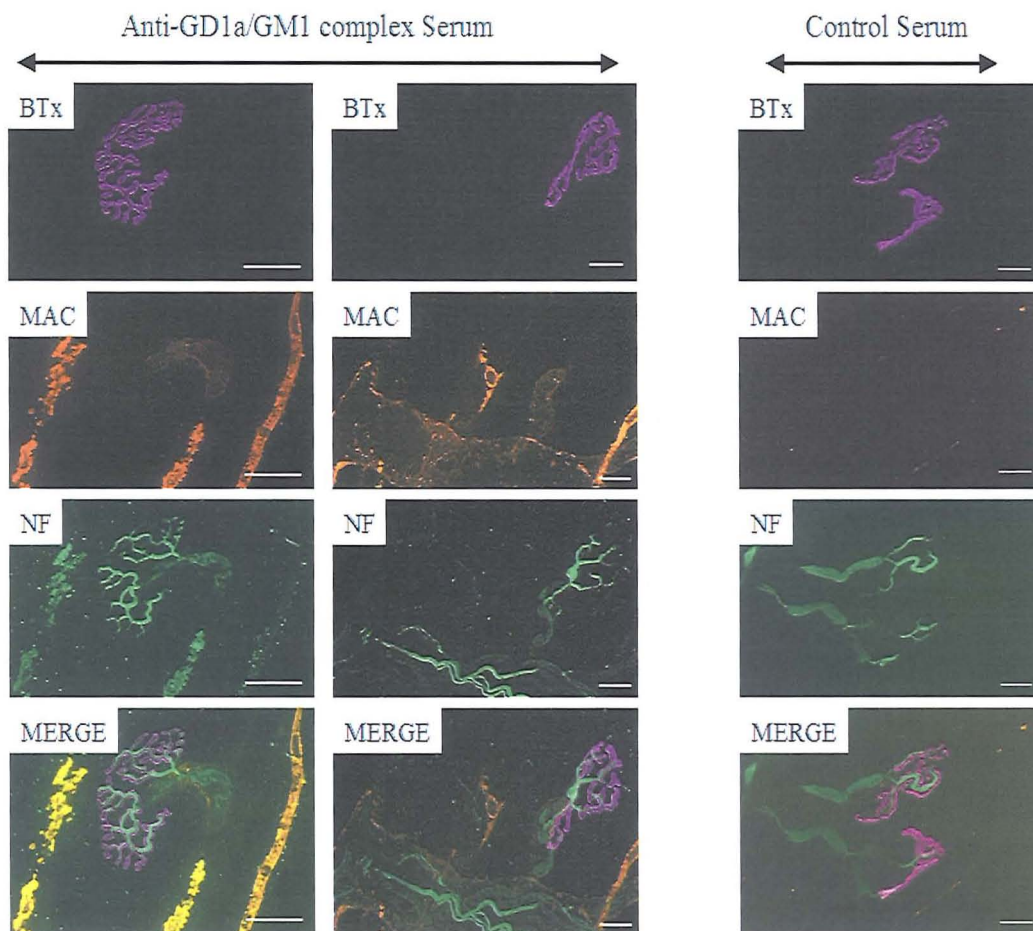 Anti-GD1a/GM1 complex Serum
Control Serum
BTx
BTx
BTx
MAC
MAC
MAC
NF
NF
NF
MERGE
MERGE
MERGE